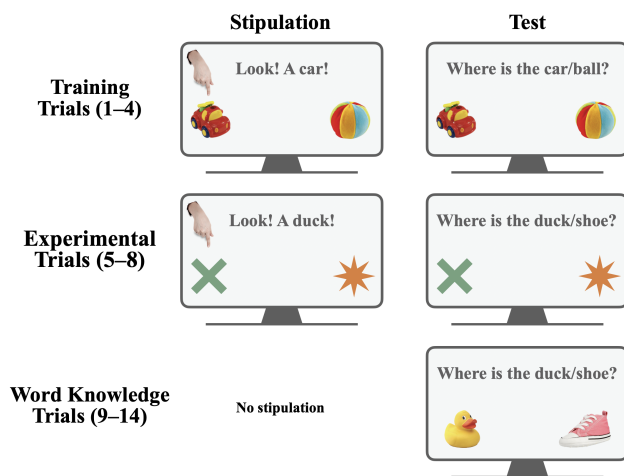 Stipulation
Test
Training
Trials (1–4)
Look! A car!
Where is the car/ball?
Experimental
Trials (5–8)
Look! A duck!
Where is the duck/shoe?
Word Knowledge
Trials (9–14)
No stipulation
Where is the duck/shoe?